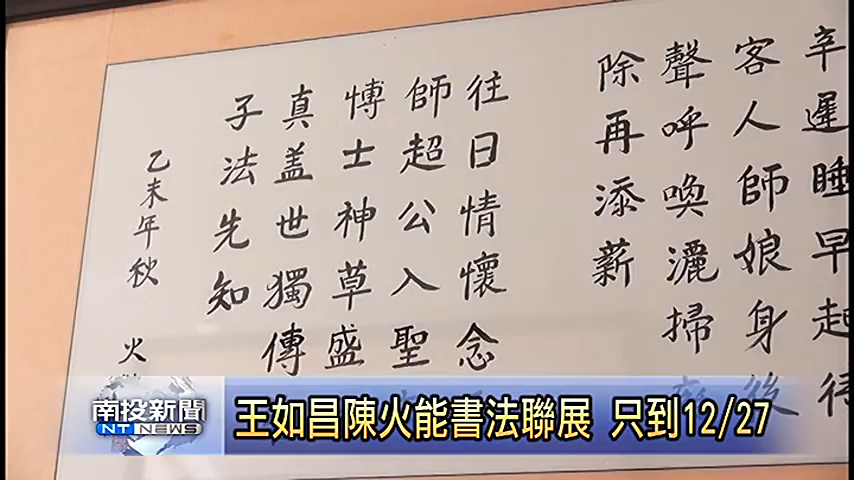 辛遲睡早起行
客人師娘身後
聲呼喚灑掃
除再添薪
往日情懷念
師超公入聖
博士神草盛
真盖世獨傳
子法先知
乙未年秋 火
南投新聞
NT NEWS
王如昌陳火能書法聯展 只到12/27